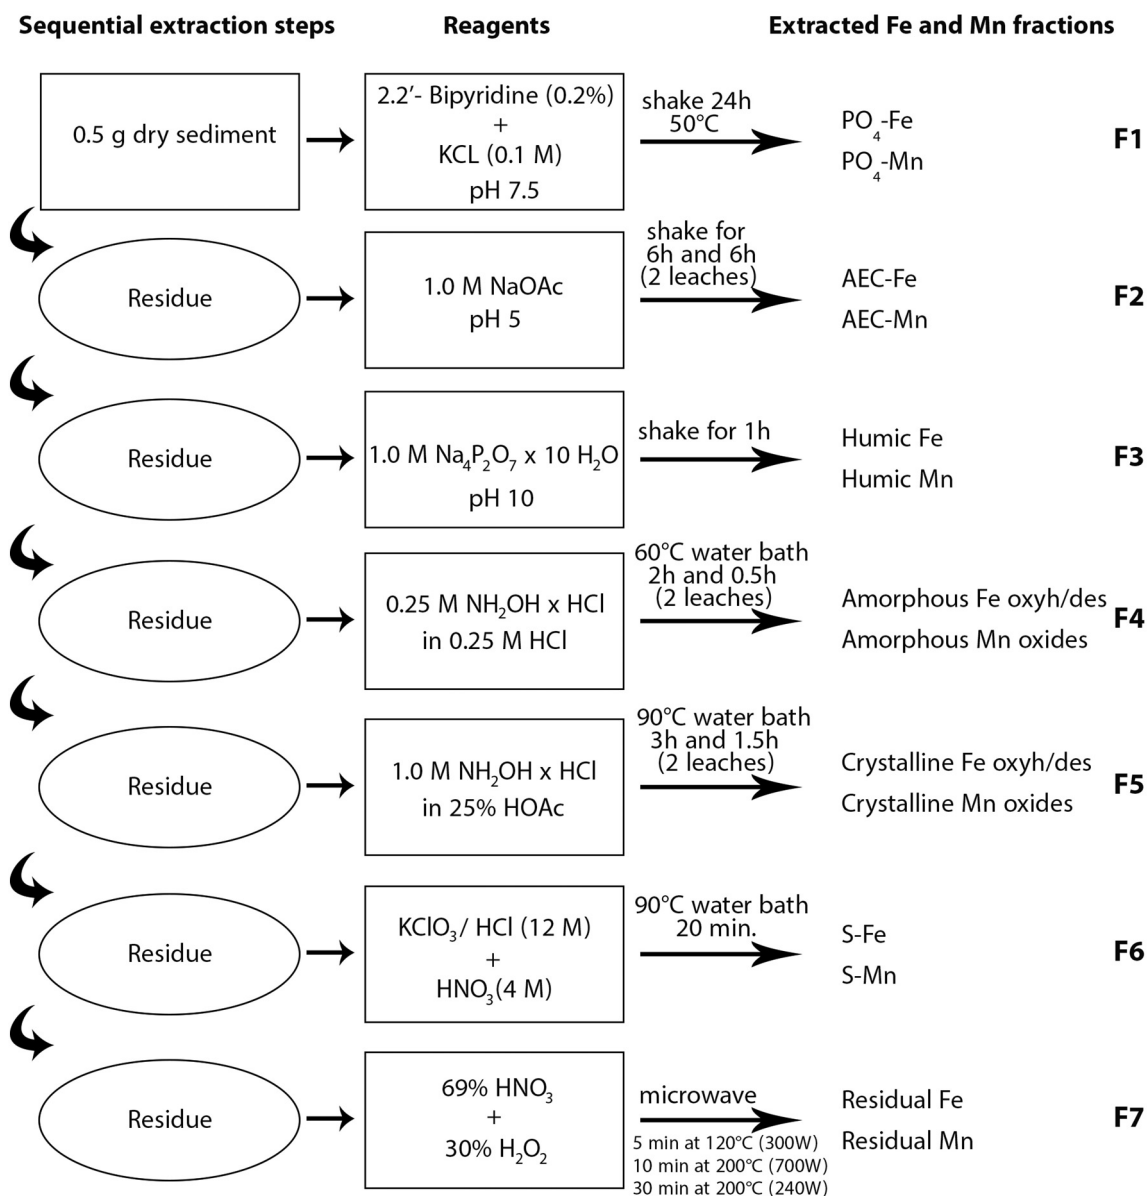 Sequential extraction steps
Reagents
Extracted Fe and Mn fractions
0.5 g dry sediment
2.2'- Bipyridine (0.2%)
+
KCL (0.1 M)
pH 7.5
shake 24h
50°C
PO₄-Fe
PO₄-Mn
F1
Residue
1.0 M NaOAc
pH 5
shake for
6h and 6h
(2 leaches)
AEC-Fe
AEC-Mn
F2
Residue
1.0 M Na₄P₂O₇ x 10 H₂O
pH 10
shake for 1h
Humic Fe
Humic Mn
F3
Residue
0.25 M NH₂OH x HCl
in 0.25 M HCl
60°C water bath
2h and 0.5h
(2 leaches)
Amorphous Fe oxyh/des
Amorphous Mn oxides
F4
Residue
1.0 M NH₂OH x HCl
in 25% HOAc
90°C water bath
3h and 1.5h
(2 leaches)
Crystalline Fe oxyh/des
Crystalline Mn oxides
F5
Residue
KClO₃/ HCl (12 M)
+
HNO₃(4 M)
90°C water bath
20 min.
S-Fe
S-Mn
F6
Residue
69% HNO₃
+
30% H₂O₂
microwave
5 min at 120°C (300W)
10 min at 200°C (700W)
30 min at 200°C (240W)
Residual Fe
Residual Mn
F7